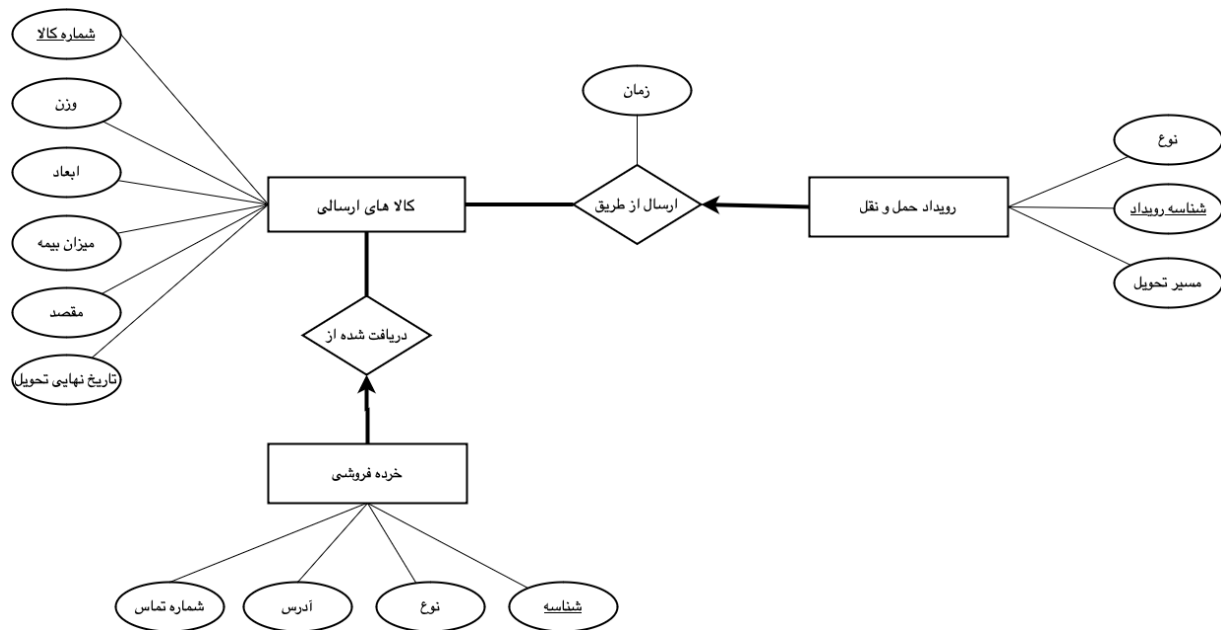 شماره کالا
وزن
ابعاد
میزان بیمه
مقصد
تاریخ نهایی تحویل
کالا های ارسالی
زمان
ارسال از طریق
رویداد حمل و نقل
نوع
شناسه رویداد
مسیر تحویل
دریافت شده از
خرده فروشی
شناسه
نوع
آدرس
شماره تماس